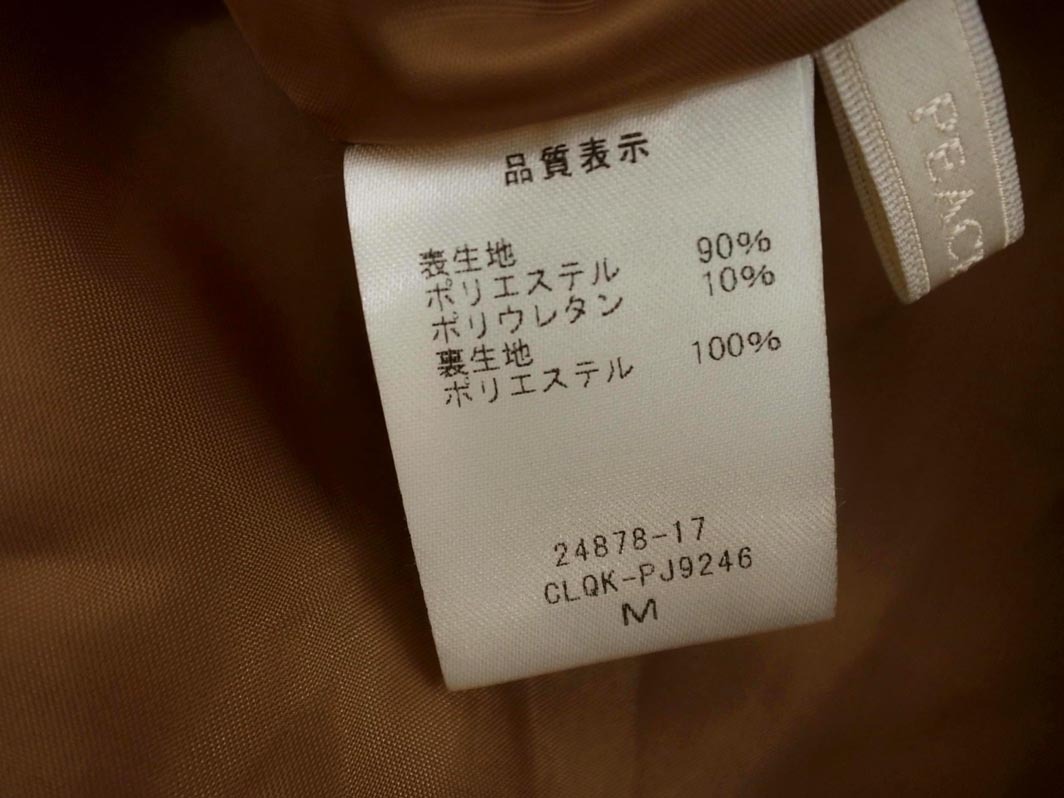 品質表示
表生地
ポリエステル 90%
ポリウレタン 10%
裏生地
ポリエステル 100%
24878-17
CLQK-PJ9246
M
PEAC